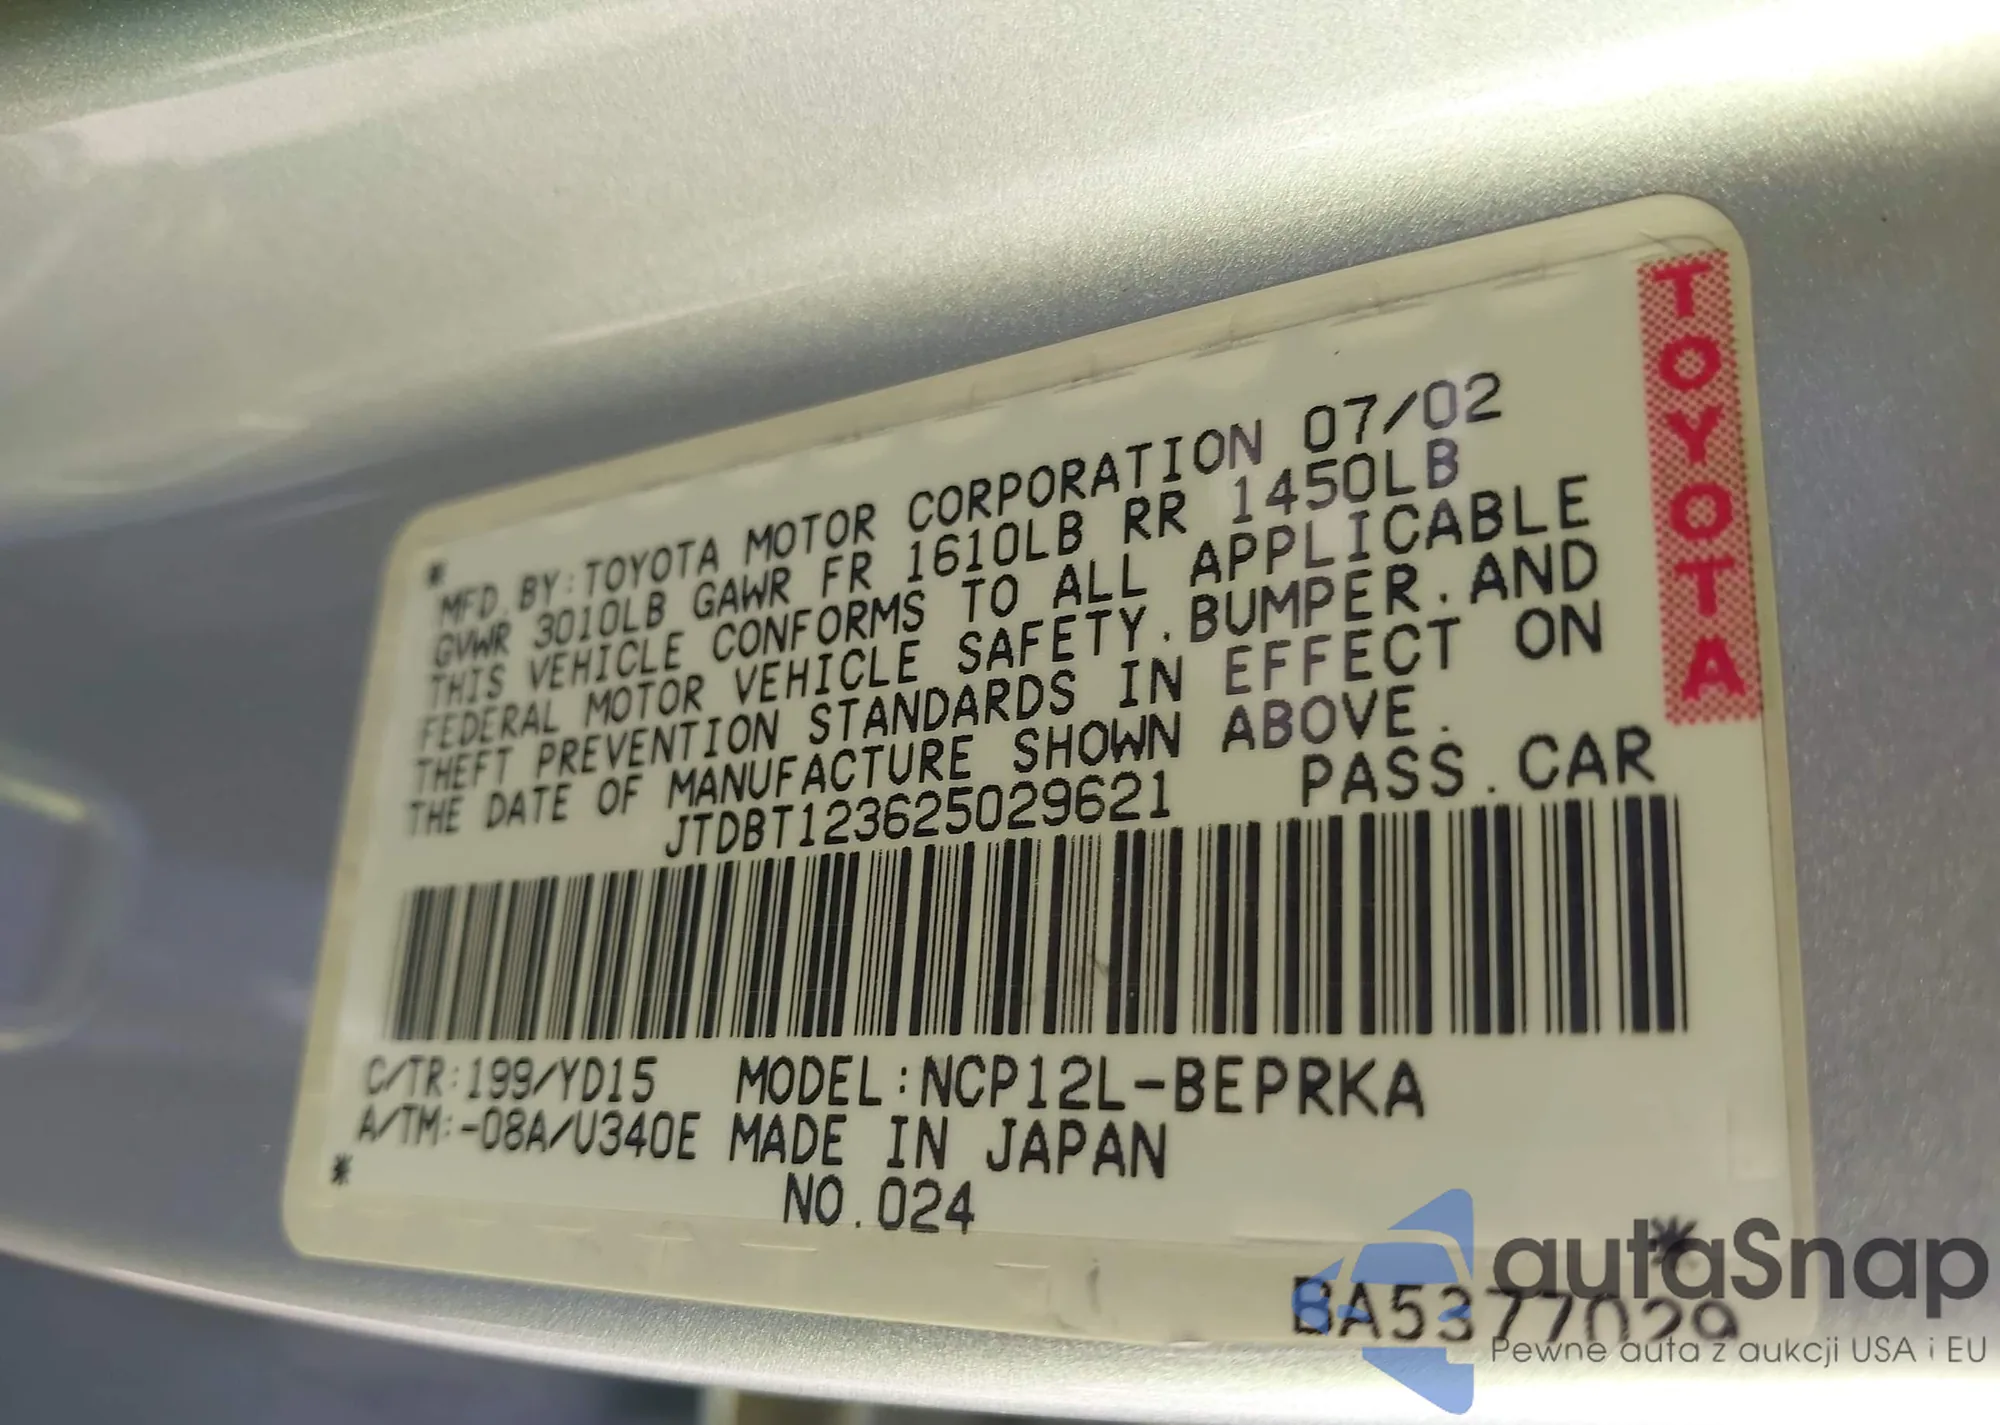 TOYOTA
MFD. BY:TOYOTA MOTOR CORPORATION 07/02
GVWR 3010LB GAWR FR 1610LB RR 1450LB
THIS VEHICLE CONFORMS TO ALL APPLICABLE
FEDERAL MOTOR VEHICLE SAFETY.BUMPER.AND
THEFT PREVENTION STANDARDS IN EFFECT ON
THE DATE OF MANUFACTURE SHOWN ABOVE.
JTDBT123625029621 PASS.CAR
C/TR:199/YD15 MODEL:NCP12L-BEPRKA
A/TM:-08A/U340E MADE IN JAPAN
NO.024
BA5377029
autaSnap
Pewne auta z aukcji USA i EU